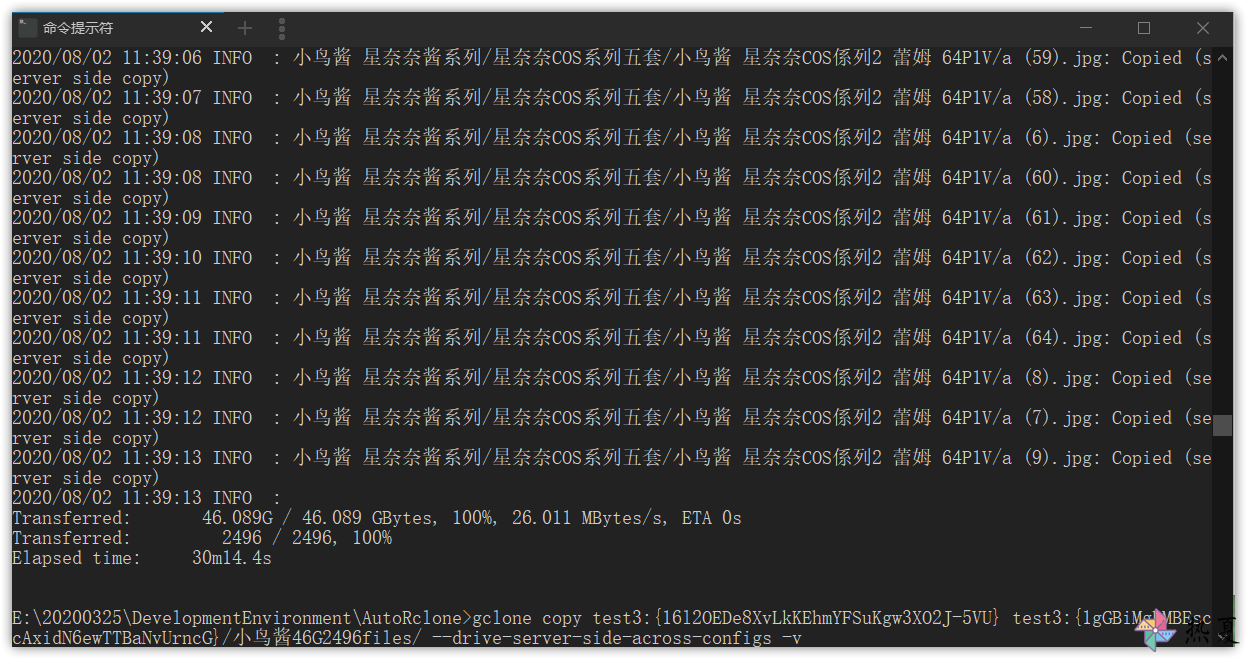 命令提示符
2020/08/02 11:39:06 INFO  : 小鸟酱 星奈奈酱系列/星奈奈COS系列五套/小鸟酱 星奈奈COS係列2 蕾姆 64P1V/a (59).jpg: Copied (s
erver side copy)
2020/08/02 11:39:07 INFO  : 小鸟酱 星奈奈酱系列/星奈奈COS系列五套/小鸟酱 星奈奈COS係列2 蕾姆 64P1V/a (58).jpg: Copied (s
erver side copy)
2020/08/02 11:39:08 INFO  : 小鸟酱 星奈奈酱系列/星奈奈COS系列五套/小鸟酱 星奈奈COS係列2 蕾姆 64P1V/a (6).jpg: Copied (se
rver side copy)
2020/08/02 11:39:08 INFO  : 小鸟酱 星奈奈酱系列/星奈奈COS系列五套/小鸟酱 星奈奈COS係列2 蕾姆 64P1V/a (60).jpg: Copied (s
erver side copy)
2020/08/02 11:39:09 INFO  : 小鸟酱 星奈奈酱系列/星奈奈COS系列五套/小鸟酱 星奈奈COS係列2 蕾姆 64P1V/a (61).jpg: Copied (s
erver side copy)
2020/08/02 11:39:10 INFO  : 小鸟酱 星奈奈酱系列/星奈奈COS系列五套/小鸟酱 星奈奈COS係列2 蕾姆 64P1V/a (62).jpg: Copied (s
erver side copy)
2020/08/02 11:39:11 INFO  : 小鸟酱 星奈奈酱系列/星奈奈COS系列五套/小鸟酱 星奈奈COS係列2 蕾姆 64P1V/a (63).jpg: Copied (s
erver side copy)
2020/08/02 11:39:11 INFO  : 小鸟酱 星奈奈酱系列/星奈奈COS系列五套/小鸟酱 星奈奈COS係列2 蕾姆 64P1V/a (64).jpg: Copied (s
erver side copy)
2020/08/02 11:39:12 INFO  : 小鸟酱 星奈奈酱系列/星奈奈COS系列五套/小鸟酱 星奈奈COS係列2 蕾姆 64P1V/a (8).jpg: Copied (se
rver side copy)
2020/08/02 11:39:12 INFO  : 小鸟酱 星奈奈酱系列/星奈奈COS系列五套/小鸟酱 星奈奈COS係列2 蕾姆 64P1V/a (7).jpg: Copied (se
rver side copy)
2020/08/02 11:39:13 INFO  : 小鸟酱 星奈奈酱系列/星奈奈COS系列五套/小鸟酱 星奈奈COS係列2 蕾姆 64P1V/a (9).jpg: Copied (se
rver side copy)
2020/08/02 11:39:13 INFO  :
Transferred:       46.089G / 46.089 GBytes, 100%, 26.011 MBytes/s, ETA 0s
Transferred:         2496 / 2496, 100%
Elapsed time:     30m14.4s
E:\20200325\DevelopmentEnvironment\AutoRclone>gclone copy test3:{16l2OEDe8XvLkKEhmYFSuKgw3XO2J-5VU} test3:
cAxidN6ewTTBaNvUrncG}/小鸟酱46G2496files/ --drive-server-side-across-configs -v
热夏